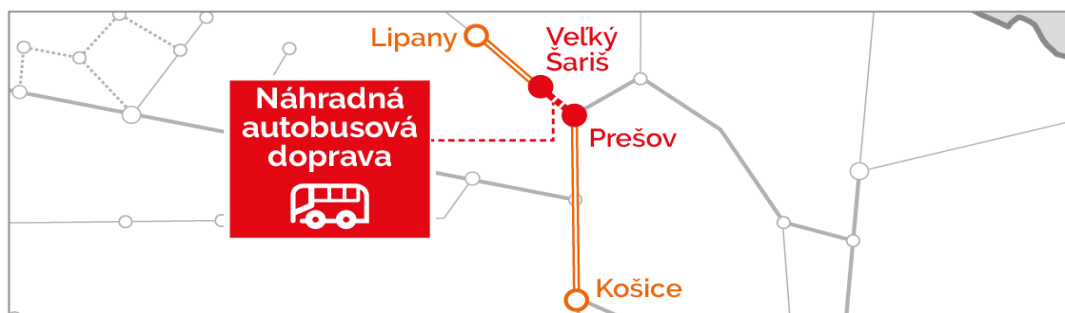 Lipany
Veľký
Šariš
Náhradná
autobusová
doprava
Prešov
Košice